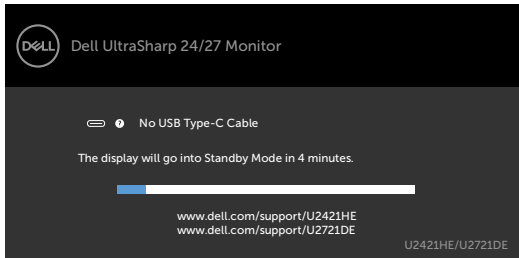 DELL
Dell UltraSharp 24/27 Monitor
? No USB Type-C Cable
The display will go into Standby Mode in 4 minutes.
www.dell.com/support/U2421HE
www.dell.com/support/U2721DE
U2421HE/U2721DE